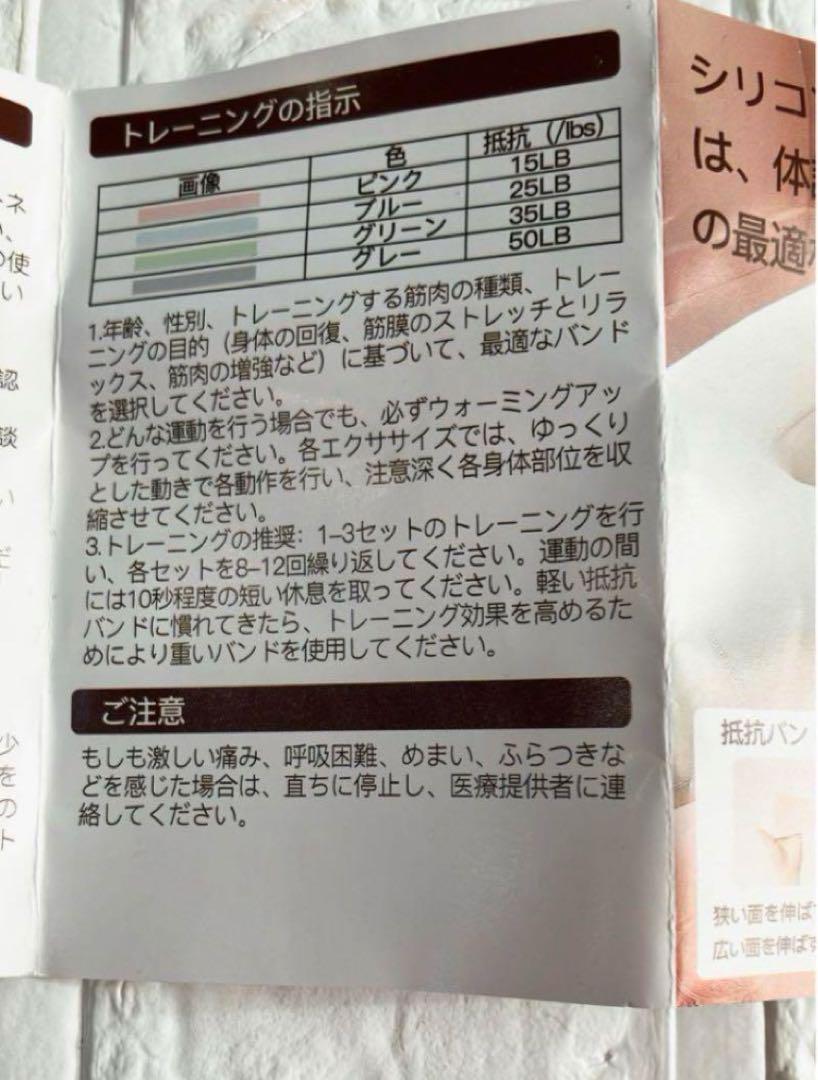 トレーニングの指示
画像 色 抵抗 (/lbs)
ピンク 15LB
ブルー 25LB
グリーン 35LB
グレー 50LB
1.年齢、性別、トレーニングする筋肉の種類、トレー
ニングの目的（身体の回復、筋膜のストレッチとリラ
ックス、筋肉の増強など）に基づいて、最適なバンド
を選択してください。
2.どんな運動を行う場合でも、必ずウォーミングアッ
プを行ってください。各エクササイズでは、ゆっくり
とした動きで各動作を行い、注意深く各身体部位を収
縮させてください。
3.トレーニングの推奨: 1–3セットのトレーニングを行
い、各セットを8–12回繰り返してください。運動の間
には10秒程度の短い休息を取ってください。軽い抵抗
バンドに慣れてきたら、トレーニング効果を高めるた
めにより重いバンドを使用してください。
ご注意
もしも激しい痛み、呼吸困難、めまい、ふらつきな
どを感じた場合は、直ちに停止し、医療提供者に連
絡してください。
シリコ
は、体
の最適
抵抗バン
狭い面を伸ば
広い面を伸ばす